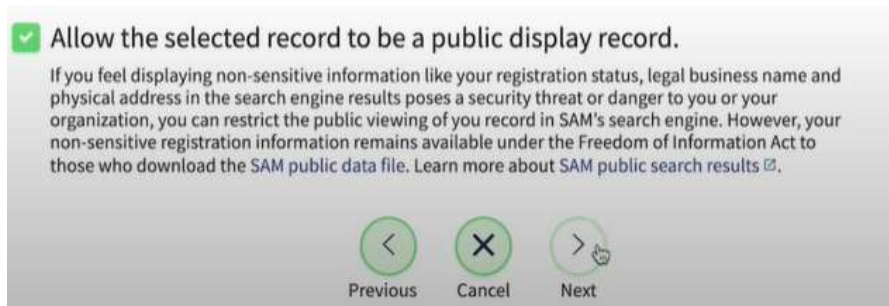 Allow the selected record to be a public display record.
If you feel displaying non-sensitive information like your registration status, legal business name and
physical address in the search engine results poses a security threat or danger to you or your
organization, you can restrict the public viewing of you record in SAM's search engine. However, your
non-sensitive registration information remains available under the Freedom of Information Act to
those who download the SAM public data file. Learn more about SAM public search results.
Previous Cancel Next